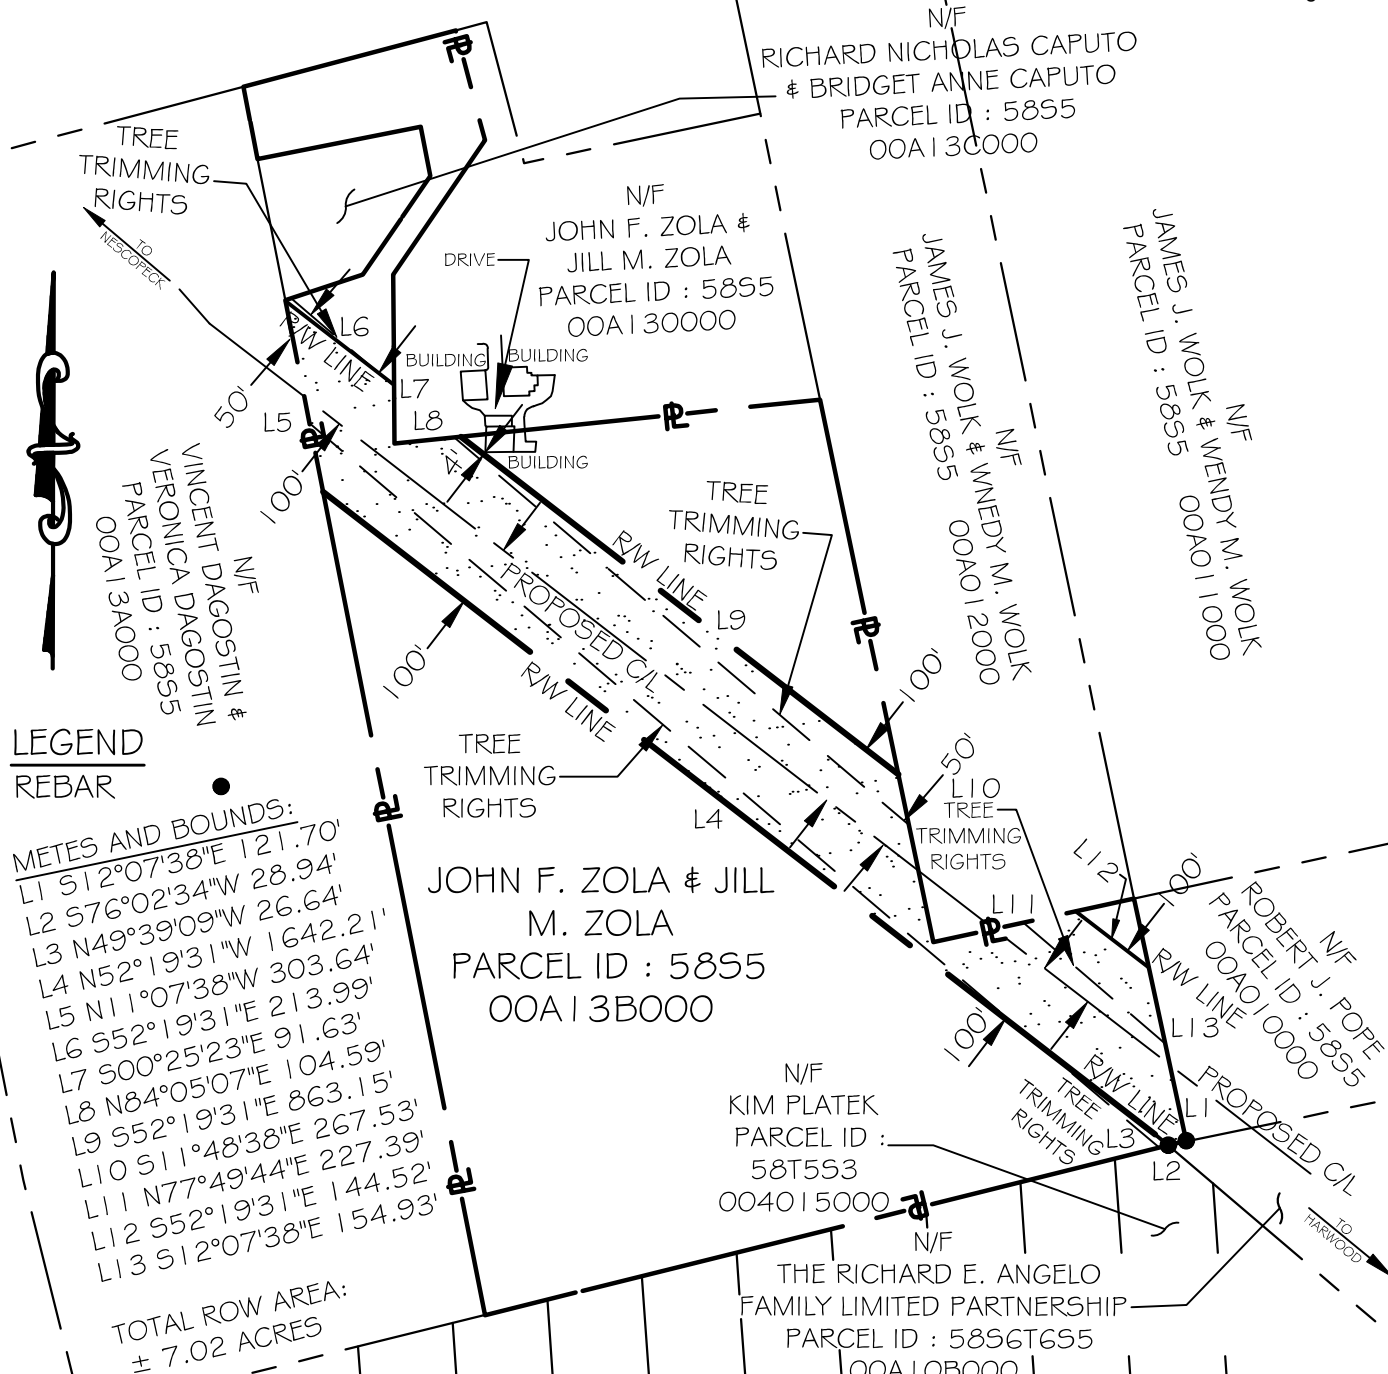 N/F
RICHARD NICHOLAS CAPUTO
& BRIDGET ANNE CAPUTO
PARCEL ID : 58S5
00A13C000
TREE
TRIMMING
RIGHTS
TO
NESCOPECK
N/F
JOHN F. ZOLA &
JILL M. ZOLA
PARCEL ID : 58S5
00A130000
DRIVE
BUILDING
BUILDING
BUILDING
R/W LINE
L6
L7
L8
L5
50'
100'
4'
N/F
JAMES J. WOLK & WNEDY M. WOLK
PARCEL ID : 58S5 00A012000
N/F
JAMES J. WOLK & WENDY M. WOLK
PARCEL ID : 58S5 00A011000
N/F
VINCENT DAGOSTIN &
VERONICA DAGOSTIN
PARCEL ID : 58S5
00A13A000
TREE
TRIMMING
RIGHTS
R/W LINE
L9
PROPOSED C/L
100'
R/W LINE
100'
50'
TREE
TRIMMING
RIGHTS
L4
L10
TREE
TRIMMING
RIGHTS
L11
L12
100'
R/W LINE
L13
N/F
ROBERT J. POPE
PARCEL ID : 58S5
00A010000
LEGEND
REBAR
METES AND BOUNDS:
L1 S12°07'38"E 121.70'
L2 S76°02'34"W 28.94'
L3 N49°39'09"W 26.64'
L4 N52°19'31"W 1642.21'
L5 N11°07'38"W 303.64'
L6 S52°19'31"E 213.99'
L7 S00°25'23"E 91.63'
L8 N84°05'07"E 104.59'
L9 S52°19'31"E 863.15'
L10 S11°48'38"E 267.53'
L11 N77°49'44"E 227.39'
L12 S52°19'31"E 144.52'
L13 S12°07'38"E 154.93'
TOTAL ROW AREA:
± 7.02 ACRES
JOHN F. ZOLA & JILL
M. ZOLA
PARCEL ID : 58S5
00A13B000
100'
R/W LINE
TREE
TRIMMING
RIGHTS
L3
L2
L1
PROPOSED C/L
TO
HARWOOD
N/F
KIM PLATEK
PARCEL ID :
58T5S3
004015000
N/F
THE RICHARD E. ANGELO
FAMILY LIMITED PARTNERSHIP
PARCEL ID : 58S6T6S5
00A10B000
PL
PL
PL
PL
PL
PL
PL
PL